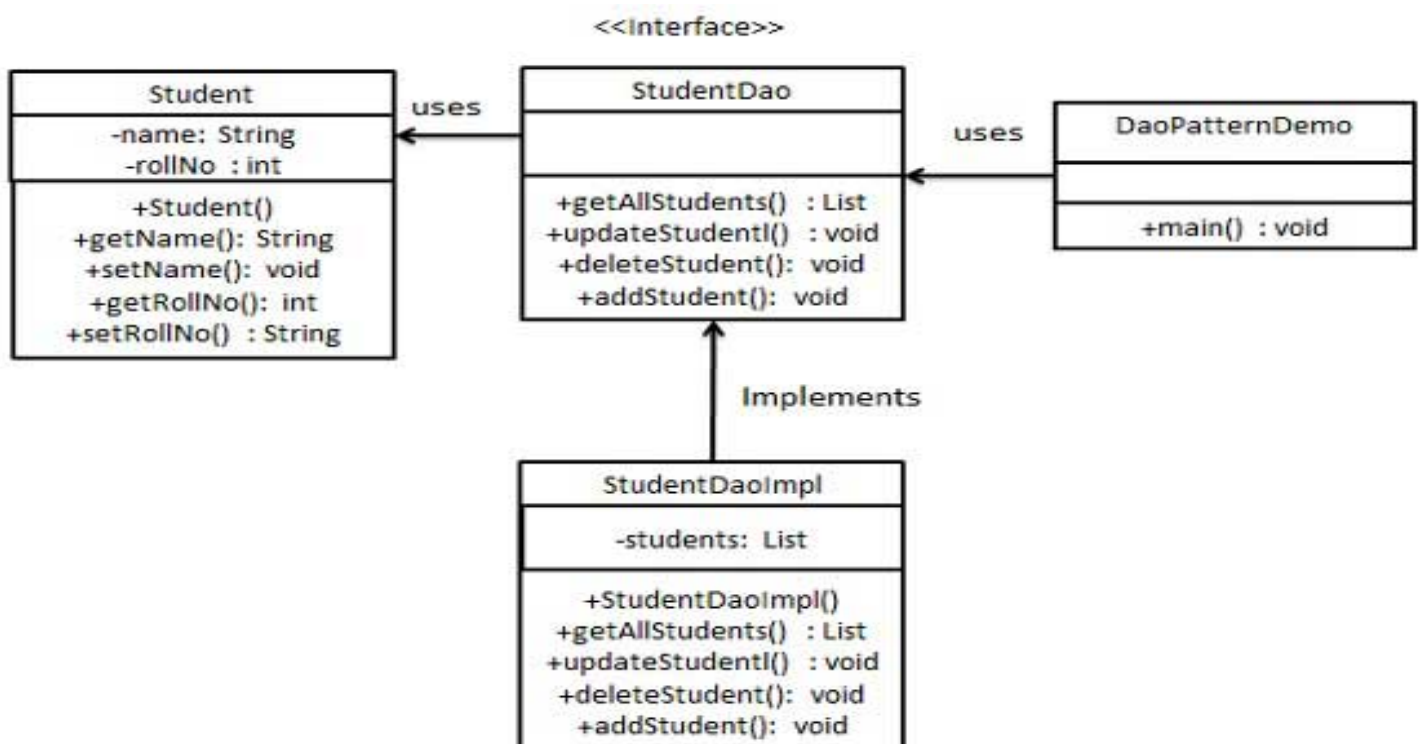 <<Interface>>
Student
-name: String
-rollNo : int
+Student()
+getName(): String
+setName(): void
+getRollNo(): int
+setRollNo() : String
uses
StudentDao
+getAllStudents() : List
+updateStudentl() : void
+deleteStudent(): void
+addStudent(): void
uses
DaoPatternDemo
+main() : void
Implements
StudentDaoImpl
-students: List
+StudentDaoImpl()
+getAllStudents() : List
+updateStudentl() : void
+deleteStudent(): void
+addStudent(): void